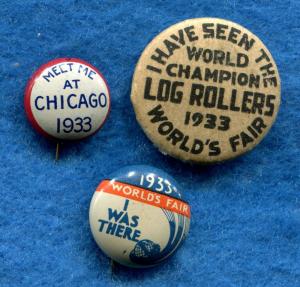 MEET ME
AT
CHICAGO
1933
I HAVE SEEN THE
WORLD
CHAMPION
LOG ROLLERS
1933
WORLD'S FAIR
1933
WORLD'S FAIR
I
WAS
THERE